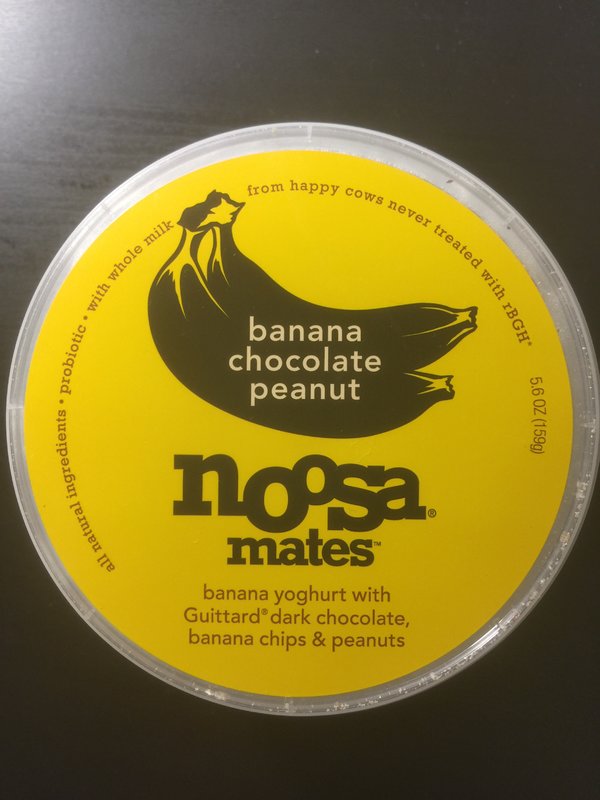 all natural ingredients • probiotic • with whole milk
from happy cows never treated with rBGH*
banana
chocolate
peanut
5.6 OZ (159g)
noosa®
mates™
banana yoghurt with
Guittard® dark chocolate,
banana chips & peanuts